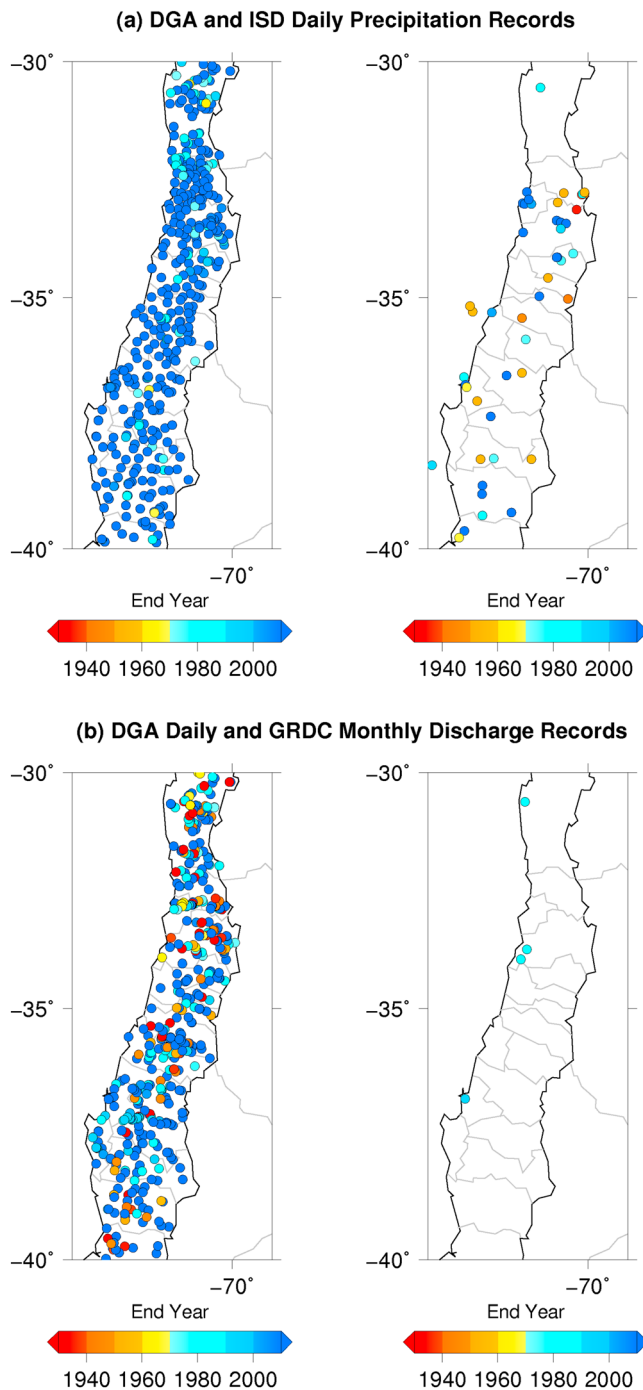 (a) DGA and ISD Daily Precipitation Records
−30˚ −30˚
−35˚ −35˚
−40˚ −40˚
−70˚ −70˚
End Year End Year
1940 1960 1980 2000 1940 1960 1980 2000
(b) DGA Daily and GRDC Monthly Discharge Records
−30˚ −30˚
−35˚ −35˚
−40˚ −40˚
−70˚ −70˚
End Year End Year
1940 1960 1980 2000 1940 1960 1980 2000